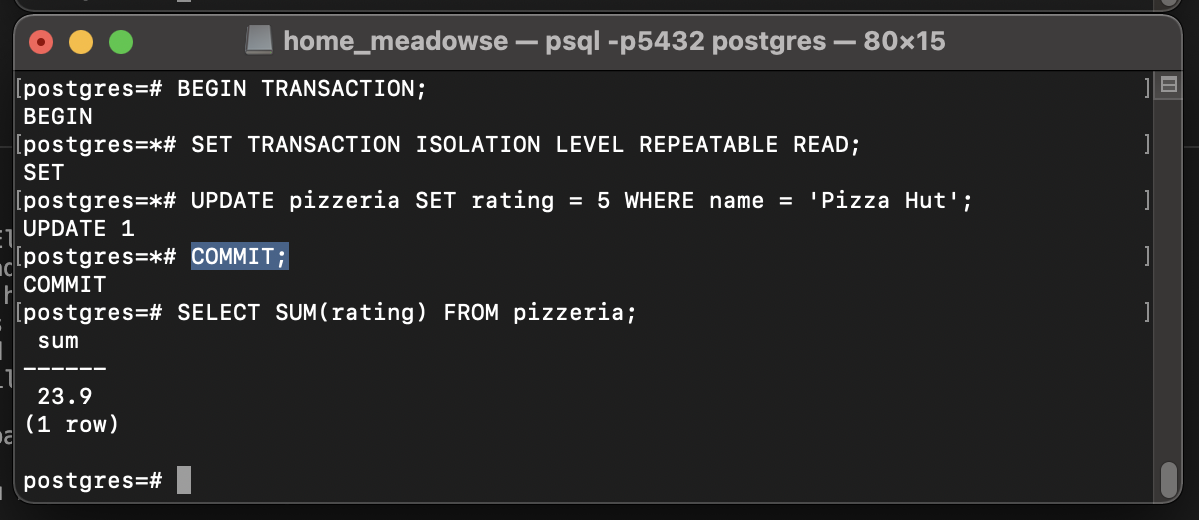 home_meadowse — psql -p5432 postgres — 80×15
[postgres=# BEGIN TRANSACTION; ]
BEGIN
[postgres=*# SET TRANSACTION ISOLATION LEVEL REPEATABLE READ; ]
SET
[postgres=*# UPDATE pizzeria SET rating = 5 WHERE name = 'Pizza Hut'; ]
UPDATE 1
[postgres=*# COMMIT; ]
COMMIT
[postgres=# SELECT SUM(rating) FROM pizzeria; ]
sum
------
23.9
(1 row)
postgres=#